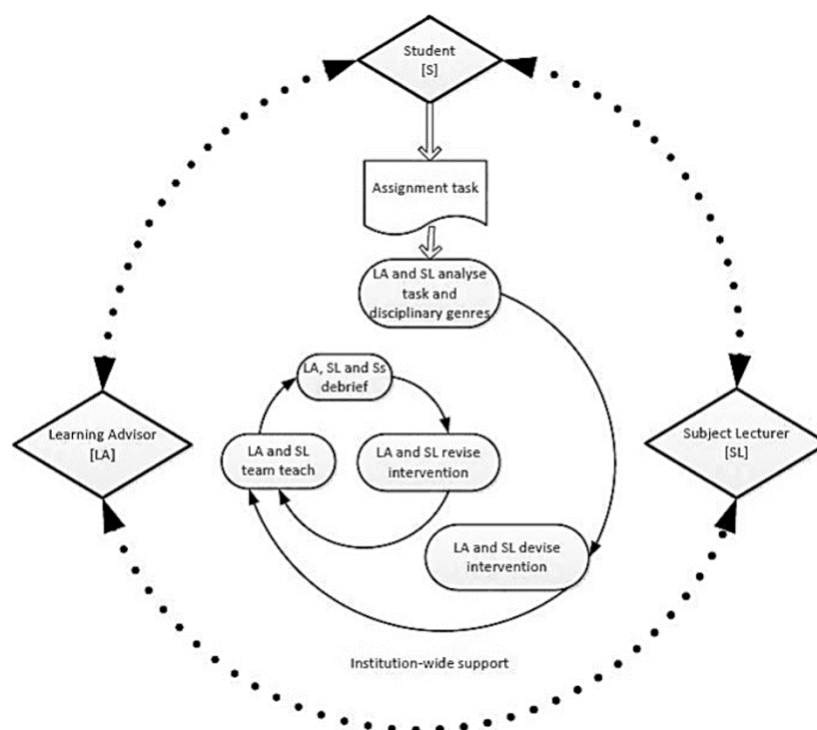 Student
[S]
Assignment task
LA and SL analyse
task and
disciplinary genres
LA, SL and Ss
debrief
Learning Advisor
[LA]
LA and SL
team teach
LA and SL revise
intervention
Subject Lecturer
[SL]
LA and SL devise
intervention
Institution-wide support